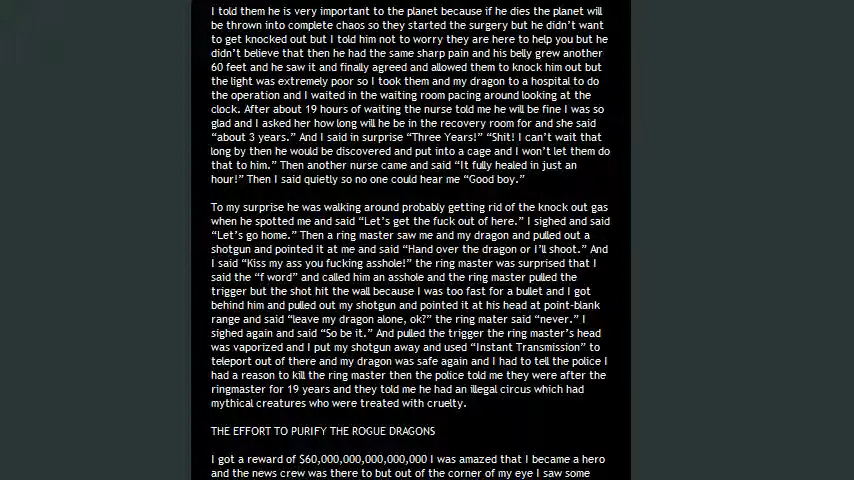 I told them he is very important to the planet because if he dies the planet will
be thrown into complete chaos so they started the surgery but he didn't want
to get knocked out but I told him not to worry they are here to help you but he
didn't believe that then he had the same sharp pain and his belly grew another
60 feet and he saw it and finally agreed and allowed them to knock him out but
the light was extremely poor so I took them and my dragon to a hospital to do
the operation and I waited in the waiting room pacing around looking at the
clock. After about 19 hours of waiting the nurse told me he will be fine I was so
glad and I asked her how long will he be in the recovery room for and she said
"about 3 years." And I said in surprise "Three Years!" "Shit! I can't wait that
long by then he would be discovered and put into a cage and I won't let them do
that to him." Then another nurse came and said "It fully healed in just an
hour!" Then I said quietly so no one could hear me "Good boy."
To my surprise he was walking around probably getting rid of the knock out gas
when he spotted me and said "Let's get the fuck out of here." I sighed and said
"Let's go home." Then a ring master saw me and my dragon and pulled out a
shotgun and pointed it at me and said "Hand over the dragon or I'll shoot." And
I said "Kiss my ass you fucking asshole!" the ring master was surprised that I
said the "f word" and called him an asshole and the ring master pulled the
trigger but the shot hit the wall because I was too fast for a bullet and I got
behind him and pulled out my shotgun and pointed it at his head at point-blank
range and said "leave my dragon alone, ok?" the ring mater said "never." I
sighed again and said "So be it." And pulled the trigger the ring master's head
was vaporized and I put my shotgun away and used "Instant Transmission" to
teleport out of there and my dragon was safe again and I had to tell the police I
had a reason to kill the ring master then the police told me they were after the
ringmaster for 19 years and they told me he had an illegal circus which had
mythical creatures who were treated with cruelty.
THE EFFORT TO PURIFY THE ROGUE DRAGONS
I got a reward of $60,000,000,000,000,000 I was amazed that I became a hero
and the news crew was there to but out of the corner of my eye I saw some